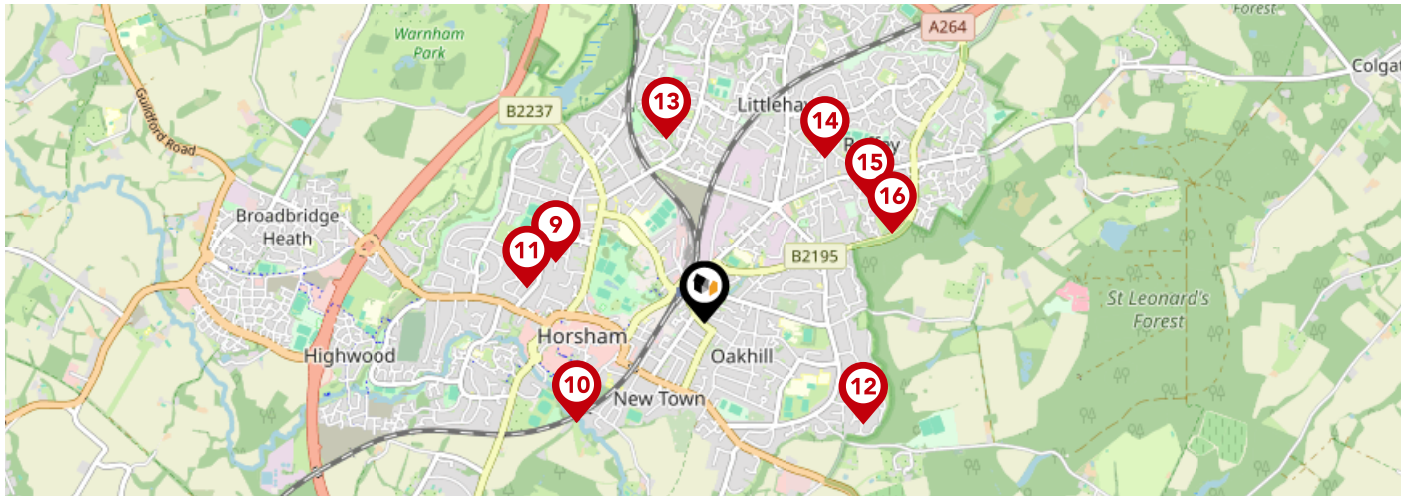 Forest
Warnham
Park
A264
Colgat
13
Littleha
B2237
14
Guildford Road
15
16
Broadbridge
Heath
9
11
B2195
St Leonard's
Forest
Horsham
Highwood
Oakhill
10
12
New Town